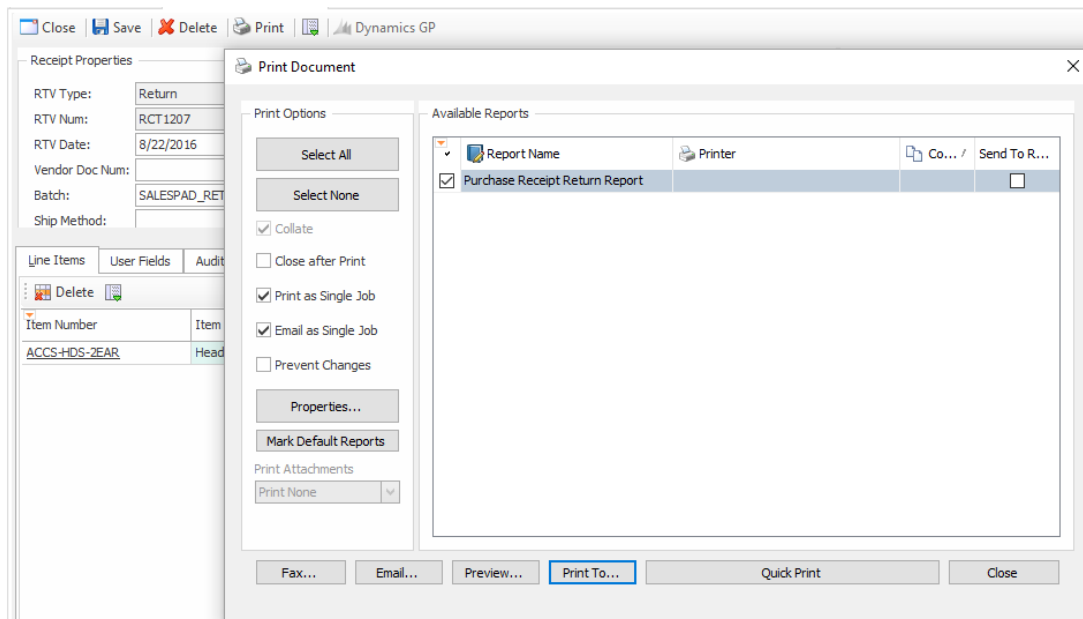 Close Save Delete Print Dynamics GP
Receipt Properties
RTV Type: Return
RTV Num: RCT1207
RTV Date: 8/22/2016
Vendor Doc Num:
Batch: SALESPAD_RET
Ship Method:
Line Items User Fields Audit
Delete
Item Number Item
ACCS-HDS-2EAR Head
Print Document
Print Options
Select All
Select None
Collate
Close after Print
Print as Single Job
Email as Single Job
Prevent Changes
Properties...
Mark Default Reports
Print Attachments
Print None
Available Reports
Report Name Printer Co... Send To R...
Purchase Receipt Return Report
Fax... Email... Preview... Print To... Quick Print Close